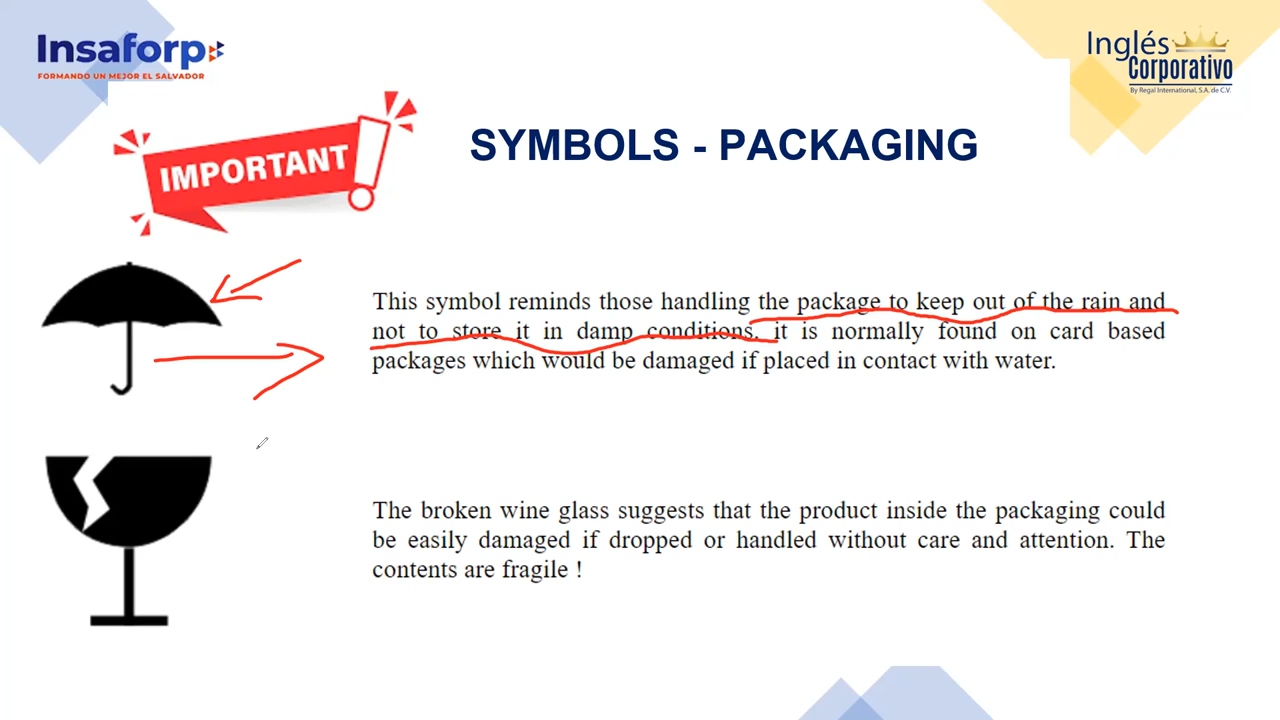 Insaforp
FORMANDO UN MEJOR EL SALVADOR
Inglés
Corporativo
By Regal International, S.A. de C.V.
IMPORTANT!
SYMBOLS - PACKAGING
This symbol reminds those handling the package to keep out of the rain and
not to store it in damp conditions. it is normally found on card based
packages which would be damaged if placed in contact with water.
The broken wine glass suggests that the product inside the packaging could
be easily damaged if dropped or handled without care and attention. The
contents are fragile !